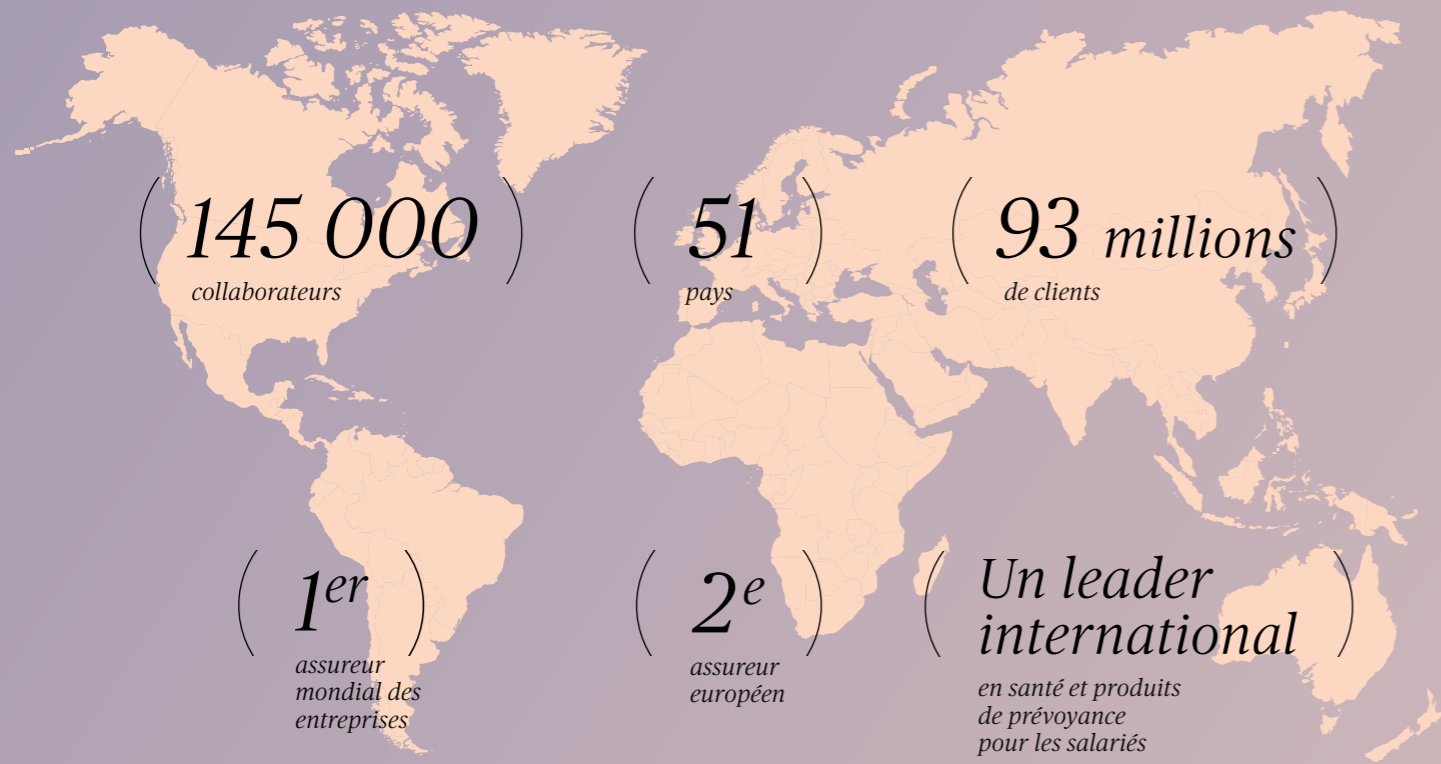 145 000
collaborateurs
51
pays
93 millions
de clients
1er
assureur
mondial des
entreprises
2e
assureur
européen
Un leader
international
en santé et produits
de prévoyance
pour les salariés